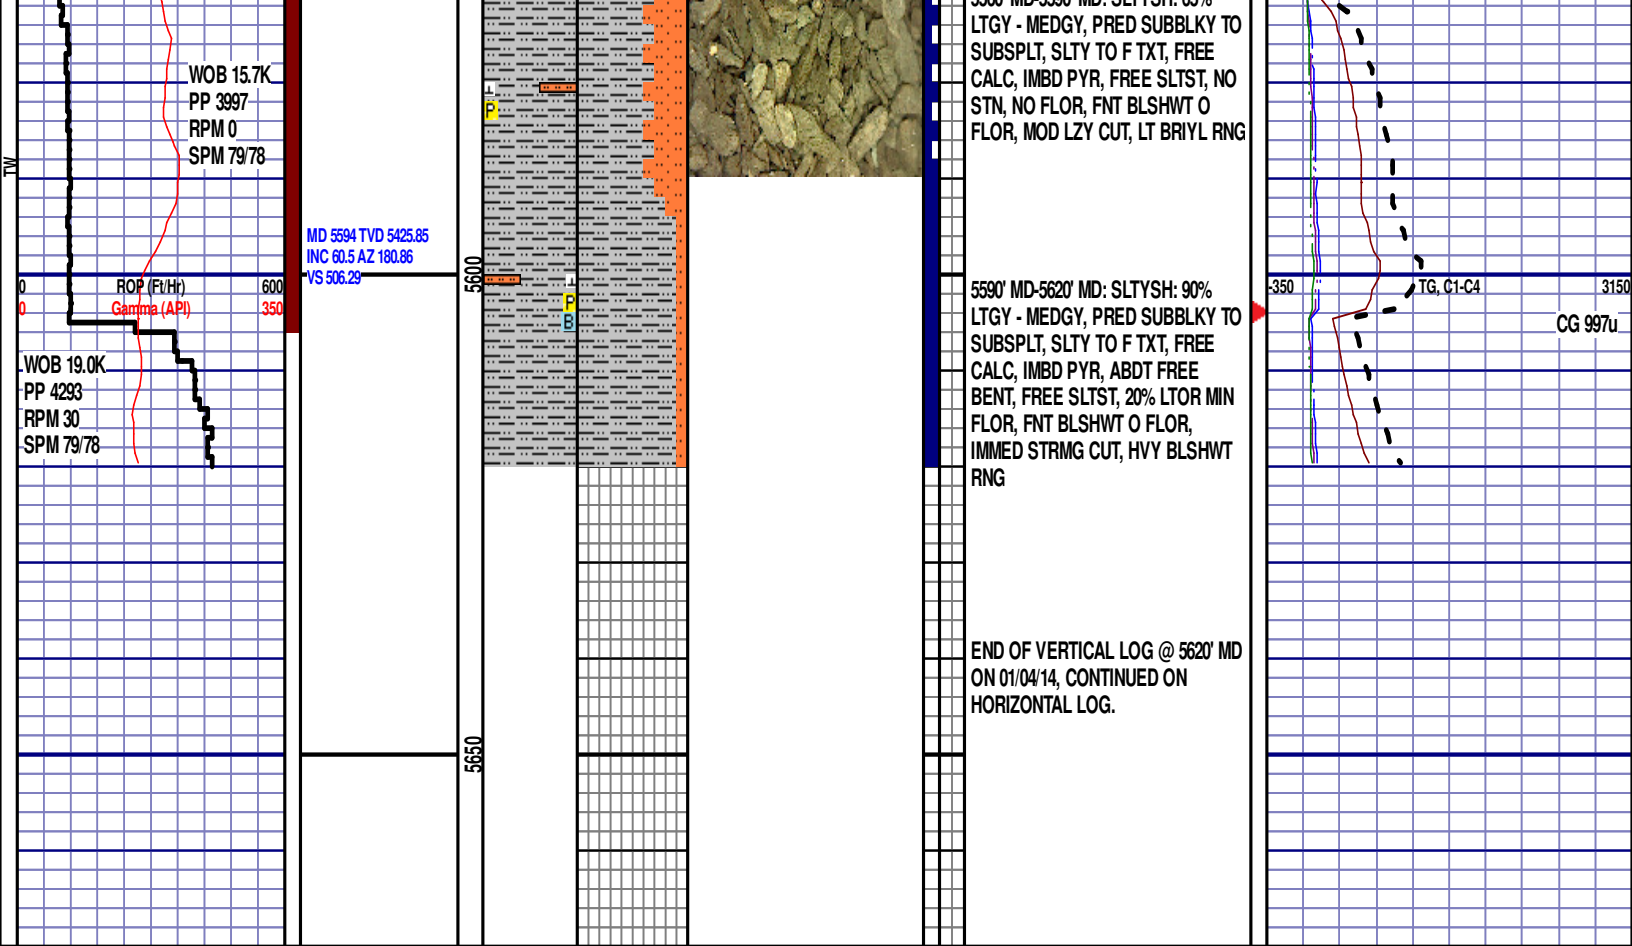 WOB 15.7K
PP 3997
RPM 0
SPM 79/78
TW
MD 5594 TVD 5425.85
INC 60.5 AZ 180.86
VS 506.29
0 ROP (Ft/Hr) 600
0 Gamma (API) 350
WOB 19.0K
PP 4293
RPM 30
SPM 79/78
5600
5650
P
P
B
LTGY - MEDGY, PRED SUBBLKY TO
SUBSPLT, SLTY TO F TXT, FREE
CALC, IMBD PYR, FREE SLTST, NO
STN, NO FLOR, FNT BLSHWT O
FLOR, MOD LZY CUT, LT BRIYL RNG
5590' MD-5620' MD: SLTYSH: 90%
LTGY - MEDGY, PRED SUBBLKY TO
SUBSPLT, SLTY TO F TXT, FREE
CALC, IMBD PYR, ABDT FREE
BENT, FREE SLTST, 20% LTOR MIN
FLOR, FNT BLSHWT O FLOR,
IMMED STRMG CUT, HVY BLSHWT
RNG
END OF VERTICAL LOG @ 5620' MD
ON 01/04/14, CONTINUED ON
HORIZONTAL LOG.
-350 TG, C1-C4 3150
CG 997u